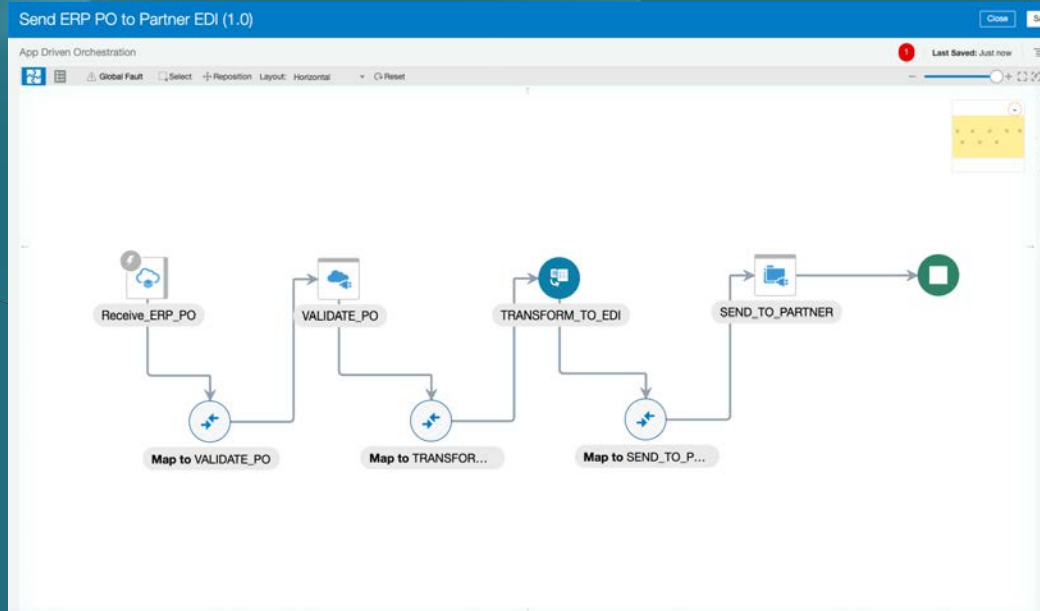 Send ERP PO to Partner EDI (1.0)
Close
App Driven Orchestration
1
Last Saved: Just now
Global Fault
Select
Reposition
Layout: Horizontal
Reset
Receive_ERP_PO
VALIDATE_PO
TRANSFORM_TO_EDI
SEND_TO_PARTNER
Map to VALIDATE_PO
Map to TRANSFOR...
Map to SEND_TO_P...